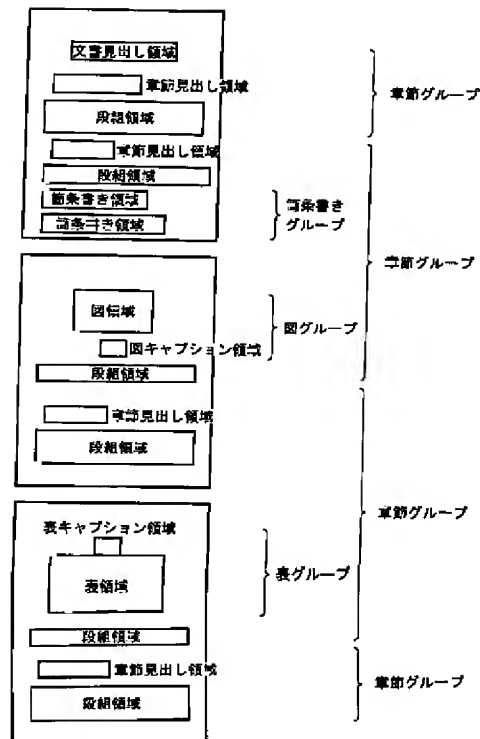 文書見出し領域
章節見出し領域
段組領域
章節見出し領域
段組領域
箇条書き領域
箇条書き領域
章節グループ
箇条書き
グループ
章節グループ
図領域
図キャプション領域
図グループ
段組領域
章節見出し領域
段組領域
章節グループ
表キャプション領域
表領域
表グループ
段組領域
章節見出し領域
段組領域
章節グループ